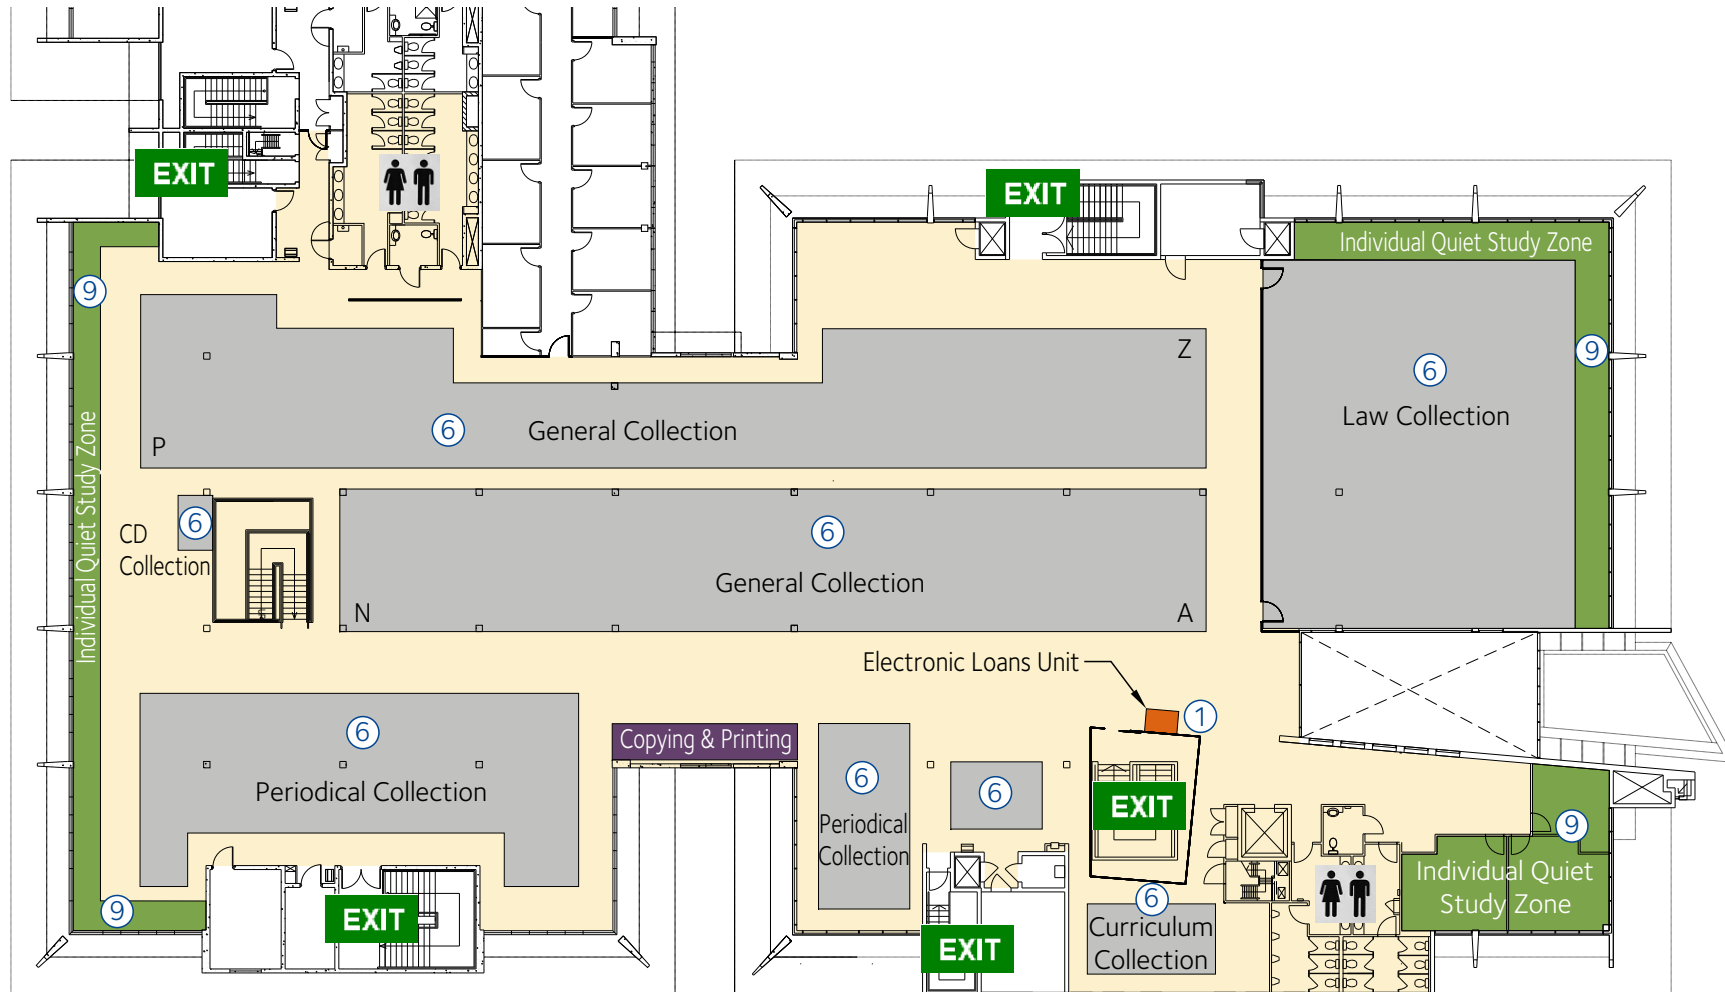 EXIT
EXIT
Individual Quiet Study Zone
9
Z
9
6
Law Collection
6
General Collection
P
Individual Quiet Study Zone
6
CD
Collection
6
General Collection
N
A
Electronic Loans Unit
1
6
Periodical Collection
Copying & Printing
6
Periodical
Collection
6
EXIT
9
Individual Quiet
Study Zone
9
EXIT
6
Curriculum
Collection
EXIT